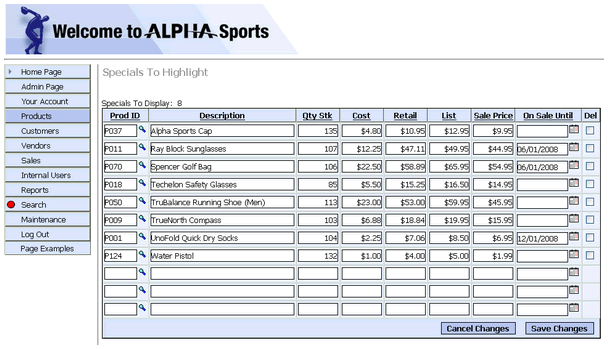 Welcome to ALPHA Sports
Home Page
Admin Page
Your Account
Products
Customers
Vendors
Sales
Internal Users
Reports
Search
Maintenance
Log Out
Page Examples
Specials To Highlight
Specials To Display: 8
Prod ID Description Qty Stk Cost Retail List Sale Price On Sale Until Del
P037 Alpha Sports Cap 135 $4.80 $10.95 $12.95 $9.95
P011 Ray Block Sunglasses 107 $12.25 $47.11 $49.95 $44.95 06/01/2008
P070 Spencer Golf Bag 106 $22.50 $58.89 $65.95 $54.95 06/01/2008
P018 Techelon Safety Glasses 85 $5.50 $15.25 $16.50 $14.95
P050 TruBalance Running Shoe (Men) 113 $23.00 $53.00 $59.95 $45.95
P009 TrueNorth Compass 103 $6.88 $18.84 $19.95 $15.95
P001 UnoFold Quick Dry Socks 104 $2.25 $7.06 $8.50 $6.95 12/01/2008
P124 Water Pistol 132 $1.00 $4.00 $5.00 $1.99
Cancel Changes Save Changes